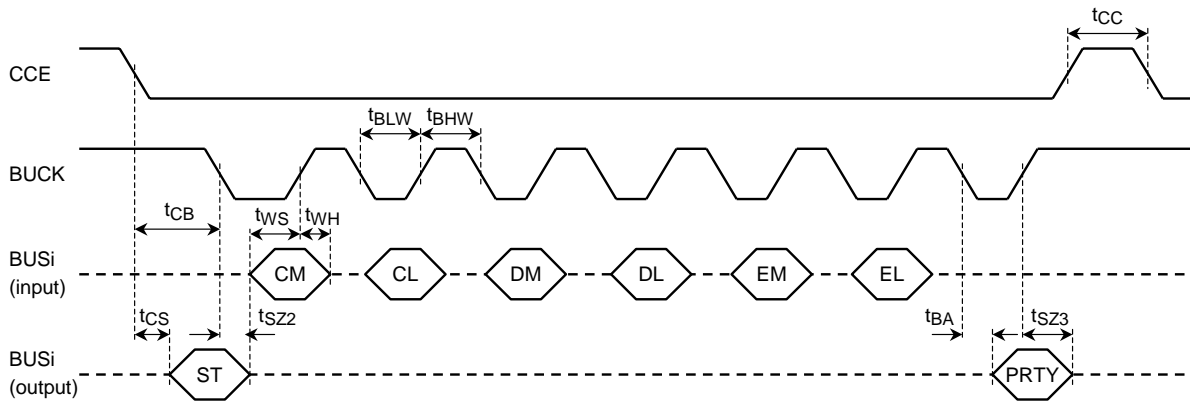 tCC
CCE
tBLW tBHW
BUCK
tCB tWS tWH
BUSi
(input)
CM CL DM DL EM EL
tCS tSZ2 tBA tSZ3
BUSi
(output)
ST PRTY